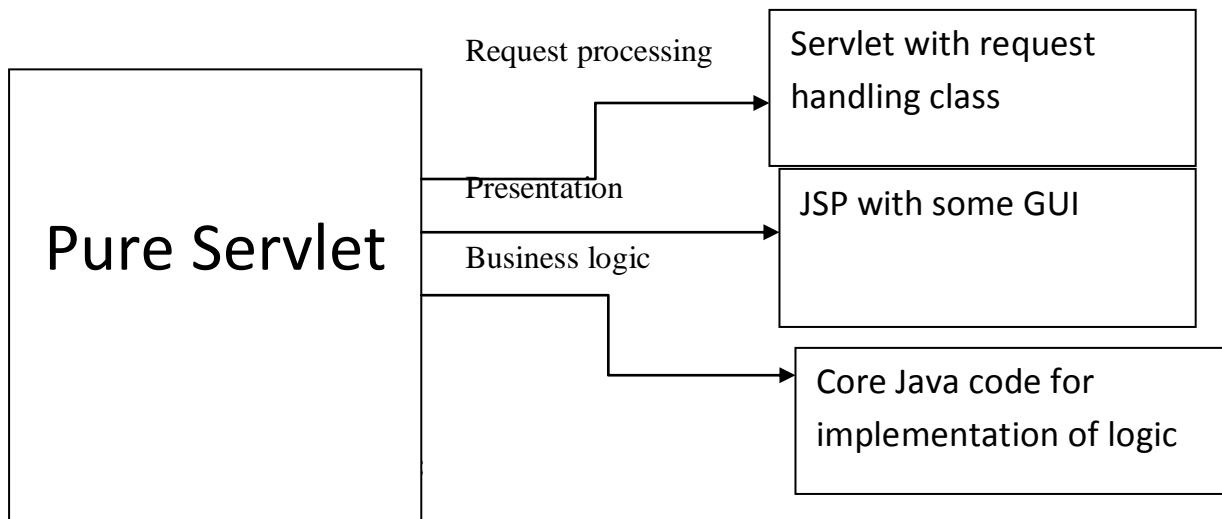 Pure Servlet
Request processing
Servlet with request
handling class
Presentation
JSP with some GUI
Business logic
Core Java code for
implementation of logic